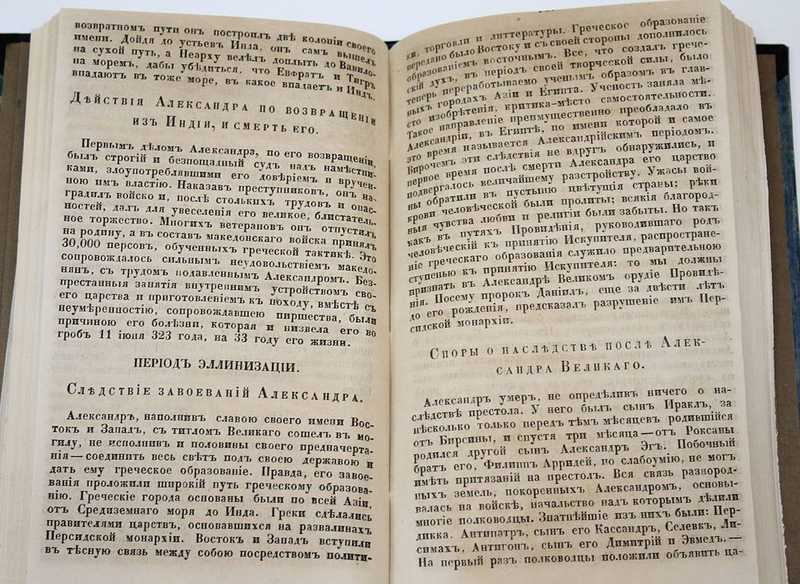 возвратномъ пути онъ построилъ двѣ колоніи своего
имени. Дойдя до устьевъ Инда, онъ самъ вышелъ
на сухой путь, а Неарху велѣлъ доплыть до Вавило-
на моремъ, дабы убѣдиться, что Евфратъ и Тигръ
впадаютъ въ тоже море, въ какое впадаетъ и Индъ.
Дѣйствія Александра по возвращеніи
изъ Индіи, и смерть его.
Первымъ дѣломъ Александра, по его возвращеніи,
былъ строгій и безпощадный судъ надъ намѣстни-
ками, злоупотреблявшими его довѣріемъ и вручен-
ною имъ властію. Наказавъ преступниковъ, онъ на-
градилъ войско и, послѣ столькихъ трудовъ и опас-
ностей, далъ для увеселенія его великое, блистатель-
ное торжество. Многихъ ветерановъ онъ отпустилъ
на родину, а въ составъ македонскаго войска принялъ
30,000 персовъ, обученныхъ греческой тактикѣ. Это
сопровождалось сильнымъ неудовольствіемъ македо-
нянъ, съ трудомъ подавленнымъ Александромъ. Без-
престанныя занятія внутреннимъ устройствомъ сво-
его царства и приготовленіемъ къ походу, вмѣстѣ съ
неумѣренностію, сопровождавшею пиршества, были
причиною его болѣзни, которая и низвела его во
гробъ 11 іюня 323 года, на 33 году его жизни.
ПЕРІОДЪ ЭЛЛИНИЗАЦІИ.
Слѣдствіе завоеваній Александра.
Александръ, наполнивъ славою своего имени Вос-
токъ и Западъ, съ титломъ Великаго сошелъ въ мо-
гилу, не исполнивъ и половины своего предначерта-
нія — соединить весь свѣтъ подъ своею державою и
дать ему греческое образованіе. Правда, его завое-
ванія проложили широкій путь греческому образова-
нію. Греческіе города основаны были по всей Азіи,
отъ Средиземнаго моря до Инда. Греки сдѣлались
правителями царствъ, основавшихся на развалинахъ
Персидской монархіи. Востокъ и Западъ вступили
въ тѣсную связь между собою посредствомъ полити-
ки, торговли и литтературы. Греческое образованіе
передано было Востоку и съ своей стороны дополнилось
образованіемъ восточнымъ. Все, что создалъ грече-
скій духъ, въ періодъ своей творческой силы, было
теперь переработываемо ученымъ образомъ въ глав-
ныхъ городахъ Азіи и Египта. Ученость заняла мѣ-
сто изобрѣтенія, критика-мѣсто самостоятельности.
Такое направленіе преимущественно преобладало въ
Александріи, въ Египтѣ, по имени которой и самое
это время называется Александрійскимъ періодомъ.
Впрочемъ эти слѣдствія не вдругъ обнаружились, и
первое время послѣ смерти Александра его царство
подвергалось величайшему разстройству. Ужасы вой-
ны обратили въ пустыню цвѣтущія страны; рѣки
крови человѣческой были пролиты; всякія благород-
ныя чувства любви и религіи были забыты. Но такъ
какъ въ путяхъ Провидѣнія, руководившаго родъ
человѣческій къ принятію Искупителя, распростране-
ніе греческаго образованія служило предварительною
ступенью къ принятію Искупителя: то мы должны
признать въ Александрѣ Великомъ орудіе Провидѣ-
нія. Посему пророкъ Даніилъ, еще за двѣсти лѣтъ
до его рожденія, предсказалъ разрушеніе имъ Пер-
сидской монархіи.
Споры о наслѣдствѣ послѣ Алек-
сандра Великаго.
Александръ умеръ, не опредѣливъ ничего о на-
слѣдствѣ престола. У него былъ сынъ Ираклъ, за
нѣсколько только передъ тѣмъ мѣсяцевъ родившійся
отъ Бирсины, и спустя три мѣсяца — отъ Роксаны
родился другой сынъ Александръ Эгъ. Побочный
братъ его, Филиппъ Арридей, по слабоумію, не могъ
имѣть притязаній на престолъ. Вся связь разнород-
ныхъ земель, покоренныхъ Александромъ, основы-
валась на войскѣ, начальство надъ которымъ дѣлили
многіе полководцы. Знатнѣйшіе изъ нихъ были: Пер-
дикка. Антипатръ, сынъ его Кассандръ, Селевкъ, Ли-
симахъ, Антигонъ, сынъ его Димитрій и Эвмедъ. —
На первый разъ полководцы положили объявить ца-